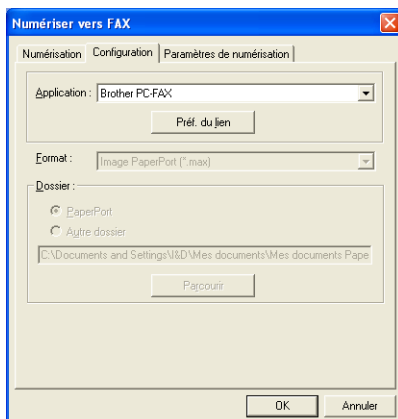 Numériser vers FAX
Numérisation Configuration Paramètres de numérisation
Application : Brother PC-FAX
Préf. du lien
Format : Image PaperPort (*.max)
Dossier :
PaperPort
Autre dossier
C:\Documents and Settings\I&D\Mes documents\Mes documents Pape
Parcourir
OK Annuler